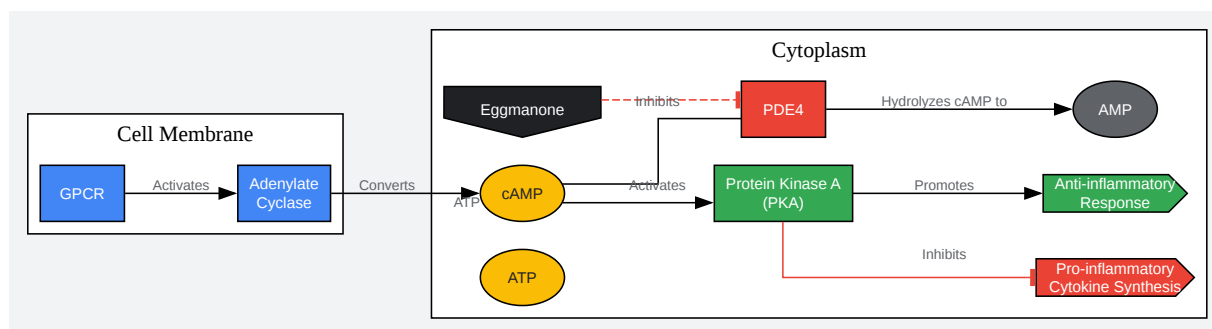 Cytoplasm
Eggmanone
Inhibits
PDE4
Hydrolyzes cAMP to
AMP
Cell Membrane
GPCR
Activates
Adenylate
Cyclase
Converts
ATP
cAMP
Activates
Protein Kinase A
(PKA)
Promotes
Anti-inflammatory
Response
ATP
Inhibits
Pro-inflammatory
Cytokine Synthesis